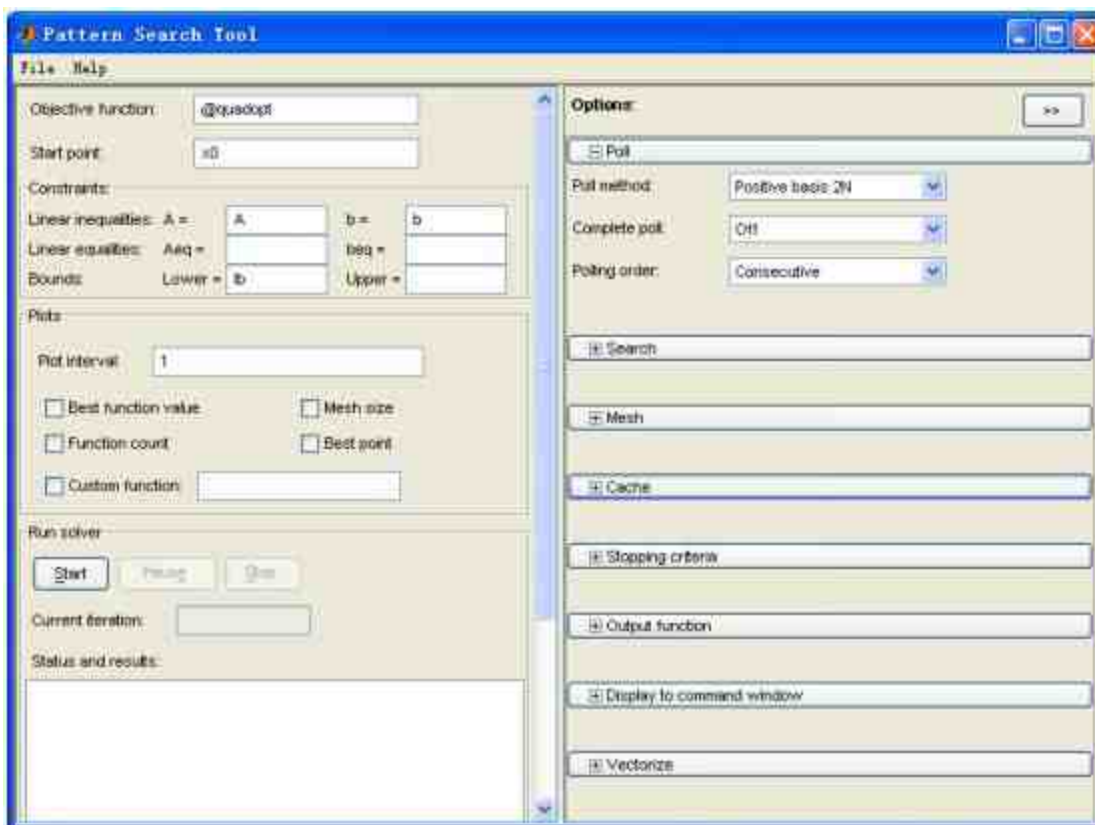 Pattern Search Tool
File Help
Objective function: @quadopt
Start point: x0
Constraints:
Linear inequalities: A = A b = b
Linear equalities: Aeq = beq =
Bounds: Lower = lb Upper =
Plots
Plot interval: 1
Best function value Mesh size
Function count Best point
Custom function:
Run solver
Start Pause Stop
Current iteration:
Status and results:
Options: >>
Poll
Poll method: Positive basis 2N
Complete poll: Off
Polling order: Consecutive
Search
Mesh
Cache
Stopping criteria
Output function
Display to command window
Vectorize